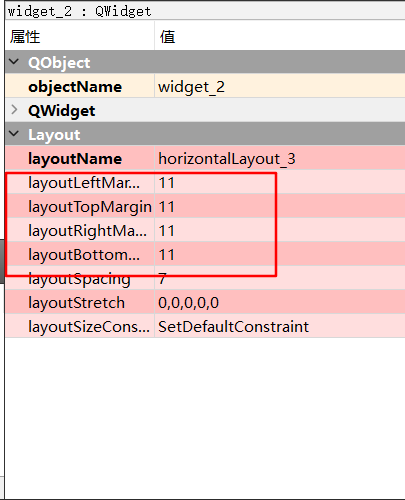 widget_2 : QWidget
属性 值
QObject
objectName widget_2
QWidget
Layout
layoutName horizontalLayout_3
layoutLeftMar... 11
layoutTopMargin 11
layoutRightMa... 11
layoutBottom... 11
layoutSpacing 7
layoutStretch 0,0,0,0,0
layoutSizeCons... SetDefaultConstraint